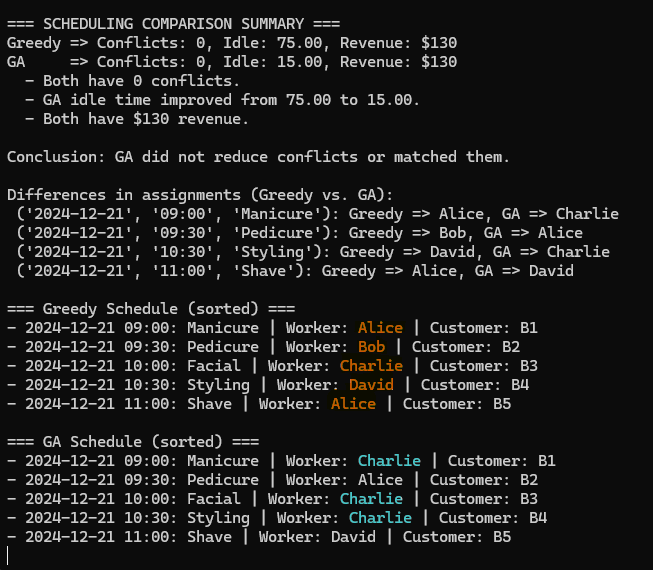 === SCHEDULING COMPARISON SUMMARY ===
Greedy => Conflicts: 0, Idle: 75.00, Revenue: $130
GA     => Conflicts: 0, Idle: 15.00, Revenue: $130
  - Both have 0 conflicts.
  - GA idle time improved from 75.00 to 15.00.
  - Both have $130 revenue.

Conclusion: GA did not reduce conflicts or matched them.

Differences in assignments (Greedy vs. GA):
 ('2024-12-21', '09:00', 'Manicure'): Greedy => Alice, GA => Charlie
 ('2024-12-21', '09:30', 'Pedicure'): Greedy => Bob, GA => Alice
 ('2024-12-21', '10:30', 'Styling'): Greedy => David, GA => Charlie
 ('2024-12-21', '11:00', 'Shave'): Greedy => Alice, GA => David

=== Greedy Schedule (sorted) ===
- 2024-12-21 09:00: Manicure | Worker: Alice | Customer: B1
- 2024-12-21 09:30: Pedicure | Worker: Bob | Customer: B2
- 2024-12-21 10:00: Facial | Worker: Charlie | Customer: B3
- 2024-12-21 10:30: Styling | Worker: David | Customer: B4
- 2024-12-21 11:00: Shave | Worker: Alice | Customer: B5

=== GA Schedule (sorted) ===
- 2024-12-21 09:00: Manicure | Worker: Charlie | Customer: B1
- 2024-12-21 09:30: Pedicure | Worker: Alice | Customer: B2
- 2024-12-21 10:00: Facial | Worker: Charlie | Customer: B3
- 2024-12-21 10:30: Styling | Worker: Charlie | Customer: B4
- 2024-12-21 11:00: Shave | Worker: David | Customer: B5